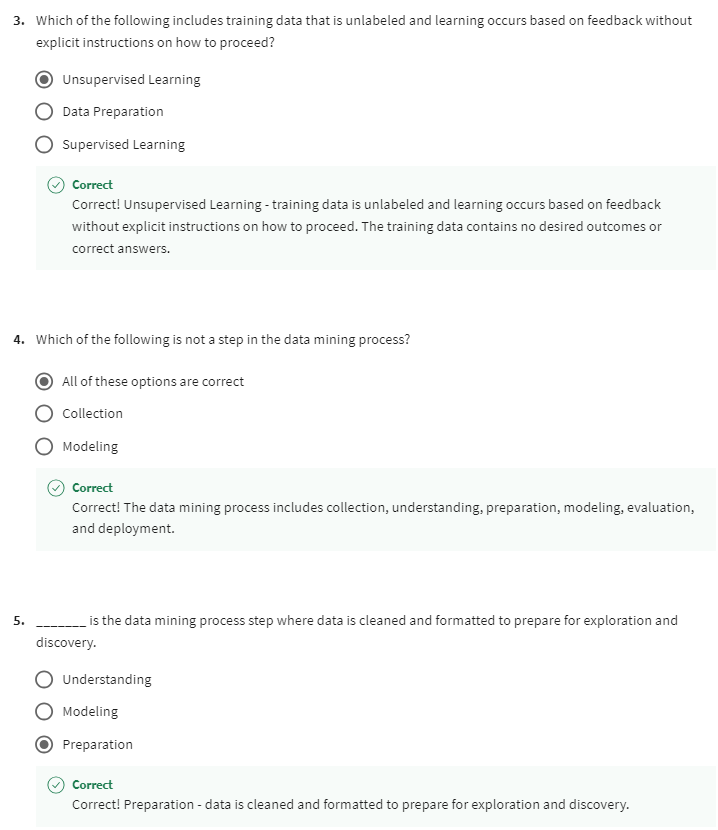 3. Which of the following includes training data that is unlabeled and learning occurs based on feedback without
explicit instructions on how to proceed?
Unsupervised Learning
Data Preparation
Supervised Learning
Correct
Correct! Unsupervised Learning - training data is unlabeled and learning occurs based on feedback
without explicit instructions on how to proceed. The training data contains no desired outcomes or
correct answers.
4. Which of the following is not a step in the data mining process?
All of these options are correct
Collection
Modeling
Correct
Correct! The data mining process includes collection, understanding, preparation, modeling, evaluation,
and deployment.
5. _______ is the data mining process step where data is cleaned and formatted to prepare for exploration and
discovery.
Understanding
Modeling
Preparation
Correct
Correct! Preparation - data is cleaned and formatted to prepare for exploration and discovery.